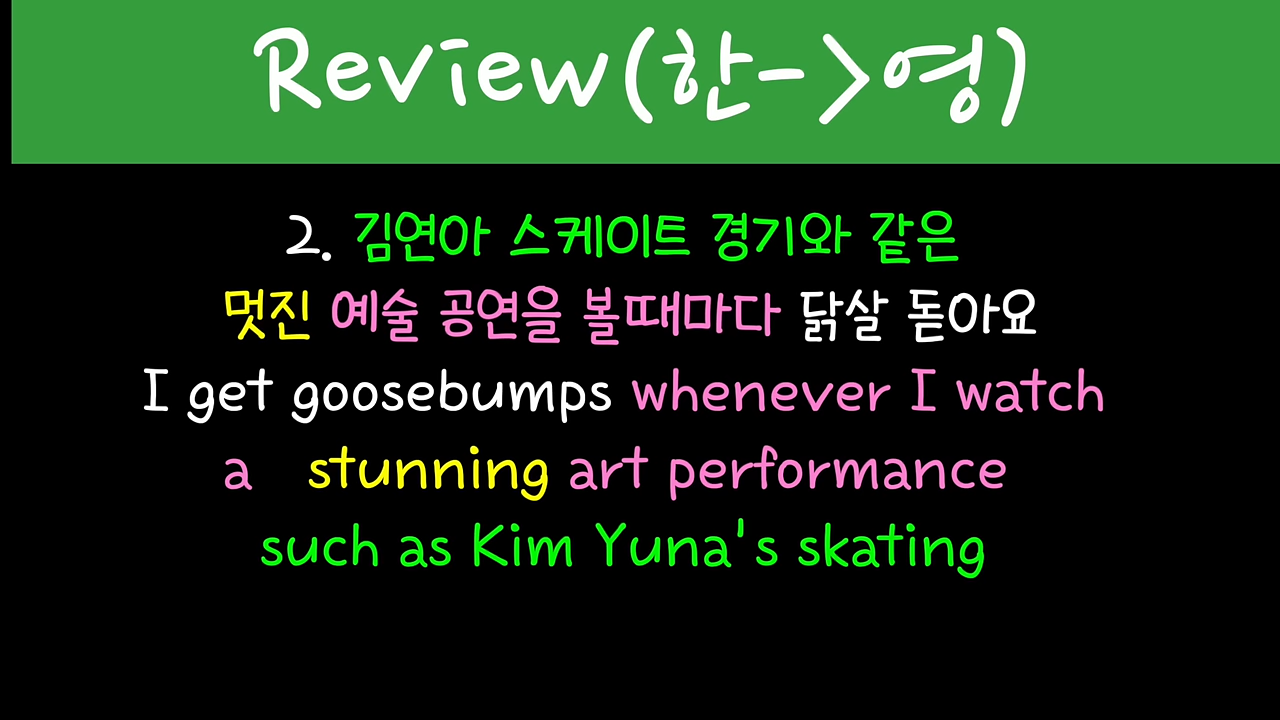 Review(한->영)
2. 김연아 스케이트 경기와 같은
멋진 예술 공연을 볼때마다 닭살 돋아요
I get goosebumps whenever I watch
a stunning art performance
such as Kim Yuna's skating